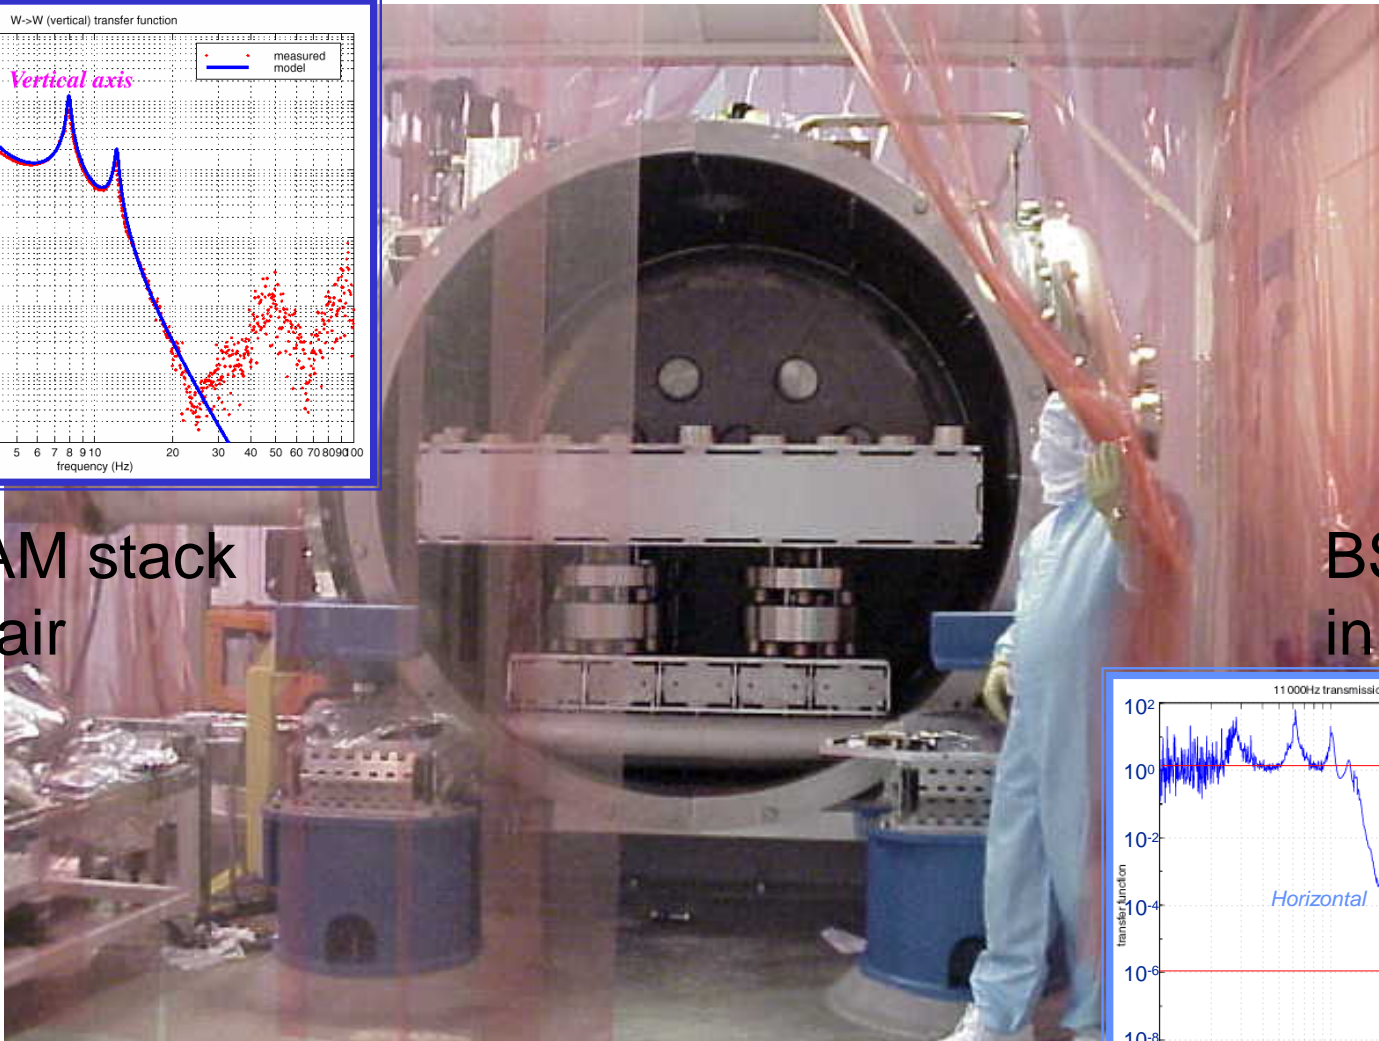 W->W (vertical) transfer function
measured
model
Vertical axis
5 6 7 8 9 10 20 30 40 50 60 70 80 90 100
frequency (Hz)
AM stack
air
BS
in
11000Hz transmissio
102
100
10-2
10-4
10-6
10-8
transfer function
Horizontal